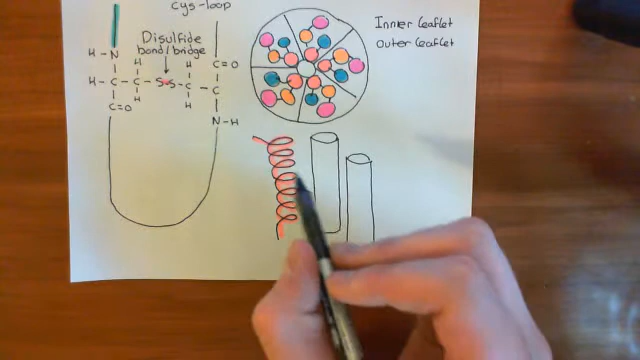 cys-loop
Disulfide
bond/bridge
H-N
H
H
C=O
H-C-C-S-S-C-C
H
H
C=O
N-H
Inner leaflet
Outer leaflet